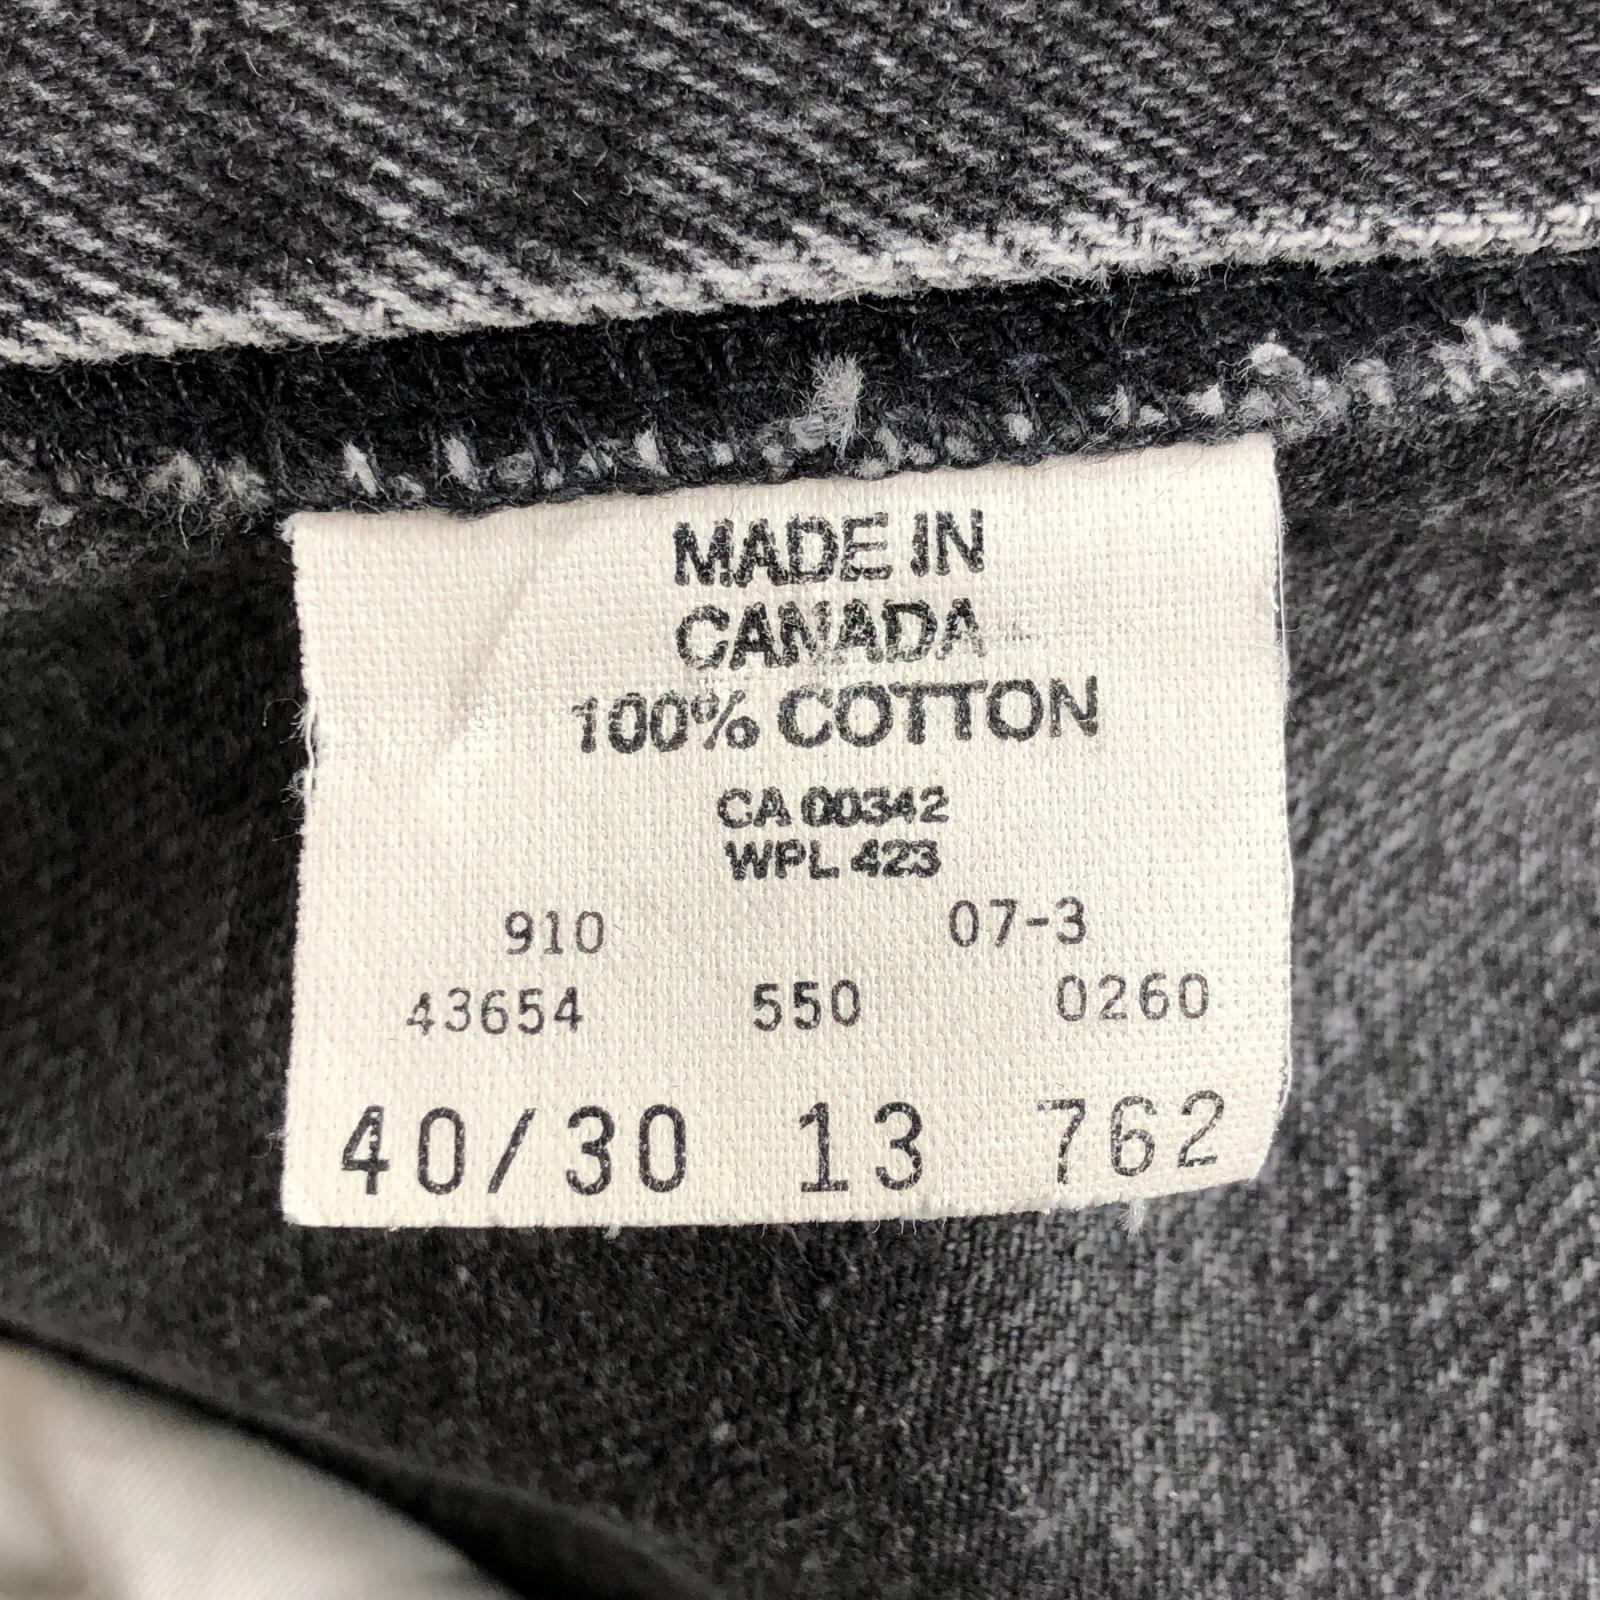 MADE IN
CANADA
100% COTTON
CA 00342
WPL 423
910 07-3
43654 550 0260
40/30 13 762